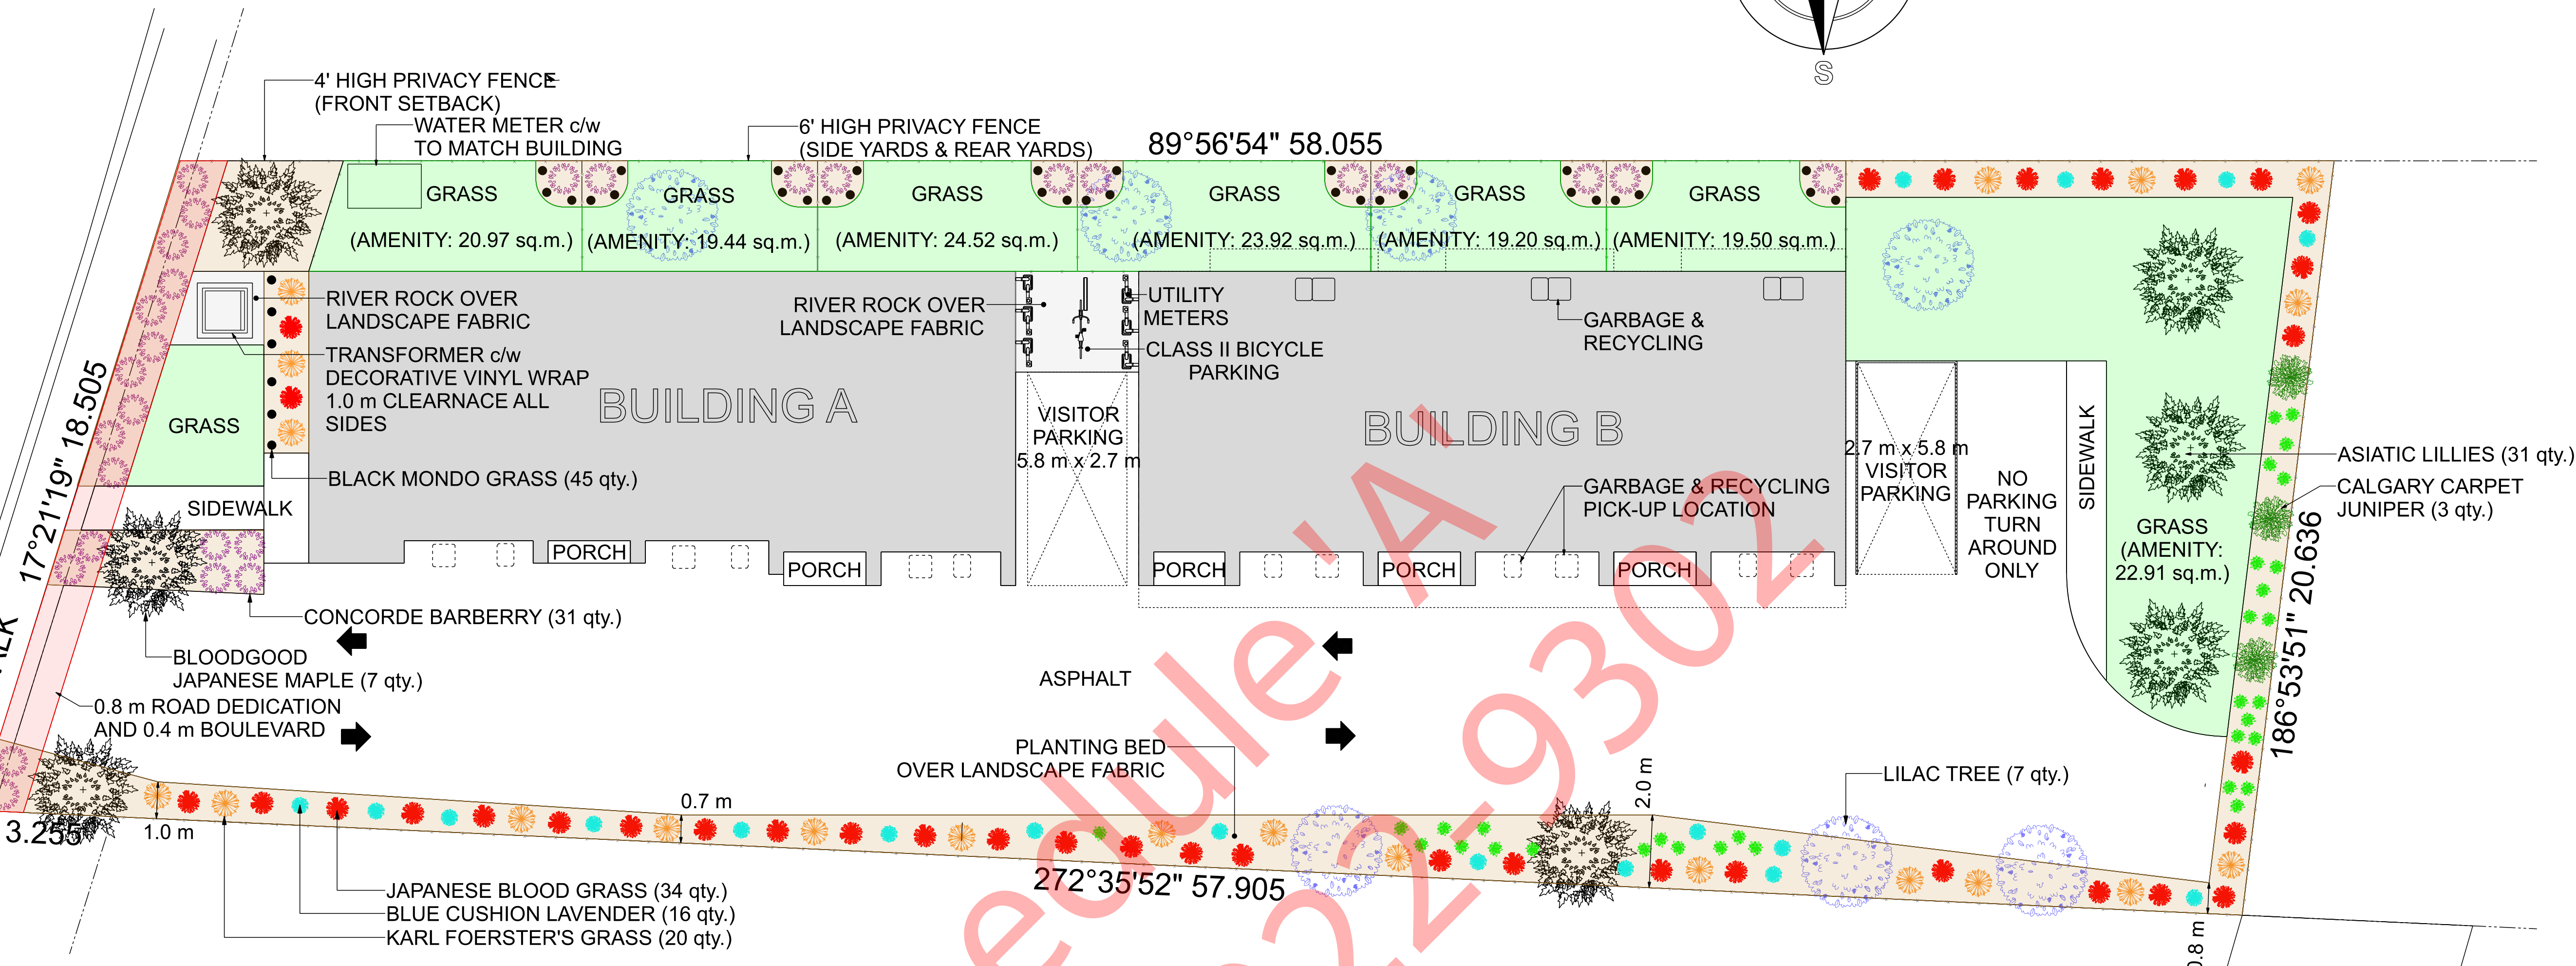 S
4' HIGH PRIVACY FENCE
(FRONT SETBACK)
WATER METER c/w
TO MATCH BUILDING
6' HIGH PRIVACY FENCE
(SIDE YARDS & REAR YARDS)
89°56'54" 58.055
GRASS
GRASS
GRASS
GRASS
GRASS
GRASS
(AMENITY: 20.97 sq.m.)
(AMENITY: 19.44 sq.m.)
(AMENITY: 24.52 sq.m.)
(AMENITY: 23.92 sq.m.)
(AMENITY: 19.20 sq.m.)
(AMENITY: 19.50 sq.m.)
RIVER ROCK OVER
LANDSCAPE FABRIC
TRANSFORMER c/w
DECORATIVE VINYL WRAP
1.0 m CLEARNACE ALL
SIDES
GRASS
BLACK MONDO GRASS (45 qty.)
SIDEWALK
17°21'19" 18.505
BUILDING A
RIVER ROCK OVER
LANDSCAPE FABRIC
UTILITY
METERS
CLASS II BICYCLE
PARKING
VISITOR
PARKING
5.8 m x 2.7 m
GARBAGE &
RECYCLING
BUILDING B
GARBAGE & RECYCLING
PICK-UP LOCATION
2.7 m x 5.8 m
VISITOR
PARKING
NO
PARKING
TURN
AROUND
ONLY
SIDEWALK
GRASS
(AMENITY:
22.91 sq.m.)
ASIATIC LILLIES (31 qty.)
CALGARY CARPET
JUNIPER (3 qty.)
186°53'51" 20.636
PORCH
PORCH
PORCH
PORCH
PORCH
CONCORDE BARBERRY (31 qty.)
BLOODGOOD
JAPANESE MAPLE (7 qty.)
0.8 m ROAD DEDICATION
AND 0.4 m BOULEVARD
ASPHALT
PLANTING BED
OVER LANDSCAPE FABRIC
LILAC TREE (7 qty.)
3.255
1.0 m
0.7 m
2.0 m
0.8 m
272°35'52" 57.905
JAPANESE BLOOD GRASS (34 qty.)
BLUE CUSHION LAVENDER (16 qty.)
KARL FOERSTER'S GRASS (20 qty.)
edule 'A'
22-9302